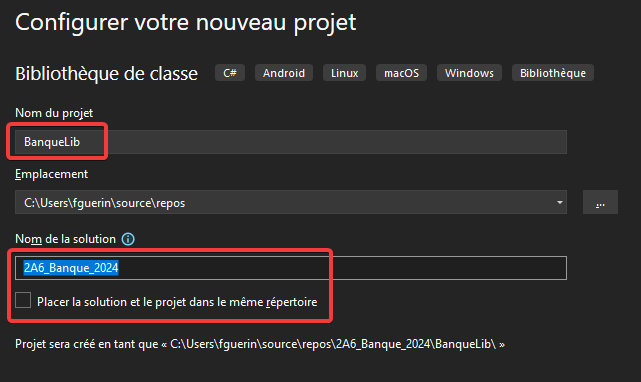 Configurer votre nouveau projet
Bibliothèque de classe C# Android Linux macOS Windows Bibliothèque
Nom du projet
BanqueLib
Emplacement
C:\Users\fguerin\source\repos ...
Nom de la solution
2A6_Banque_2024
Placer la solution et le projet dans le même répertoire
Projet sera créé en tant que « C:\Users\fguerin\source\repos\2A6_Banque_2024\BanqueLib\ »